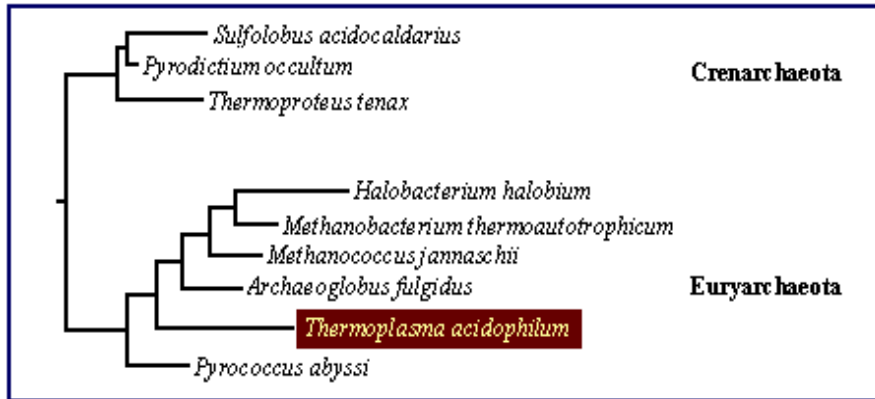 Sulfolobus acidocaldarius
Pyrodictium occultum
Crenarchaeota
Thermoproteus tenax
Halobacterium halobium
Methanobacterium thermoautotrophicum
Methanococcus jannaschii
Archaeoglobus fulgidus
Euryarchaeota
Thermoplasma acidophilum
Pyrococcus abyssi